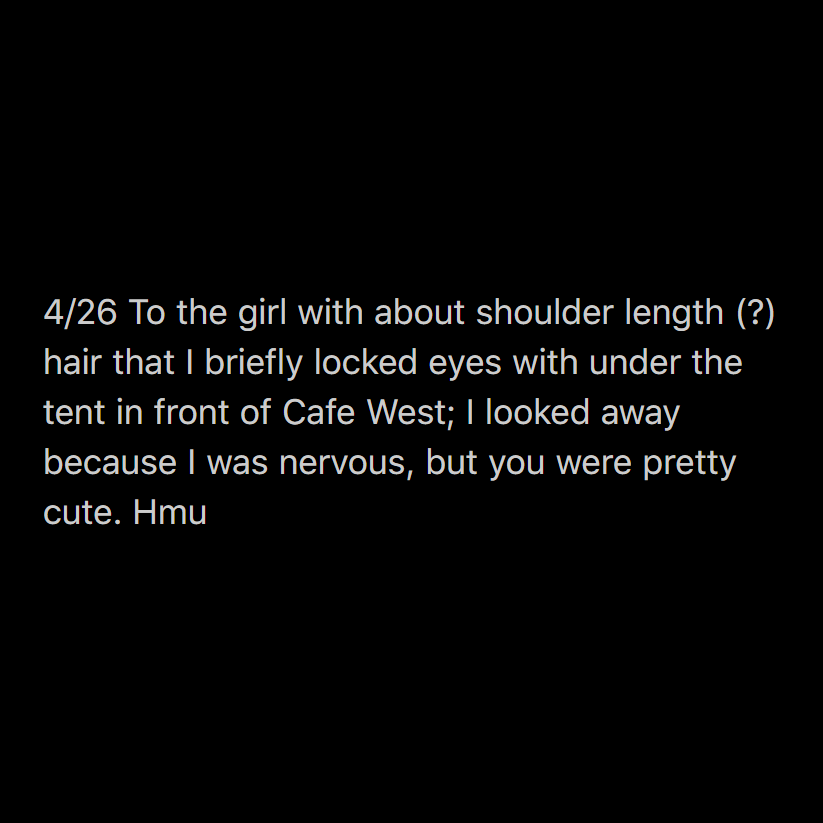 4/26 To the girl with about shoulder length (?)
hair that I briefly locked eyes with under the
tent in front of Cafe West; I looked away
because I was nervous, but you were pretty
cute. Hmu